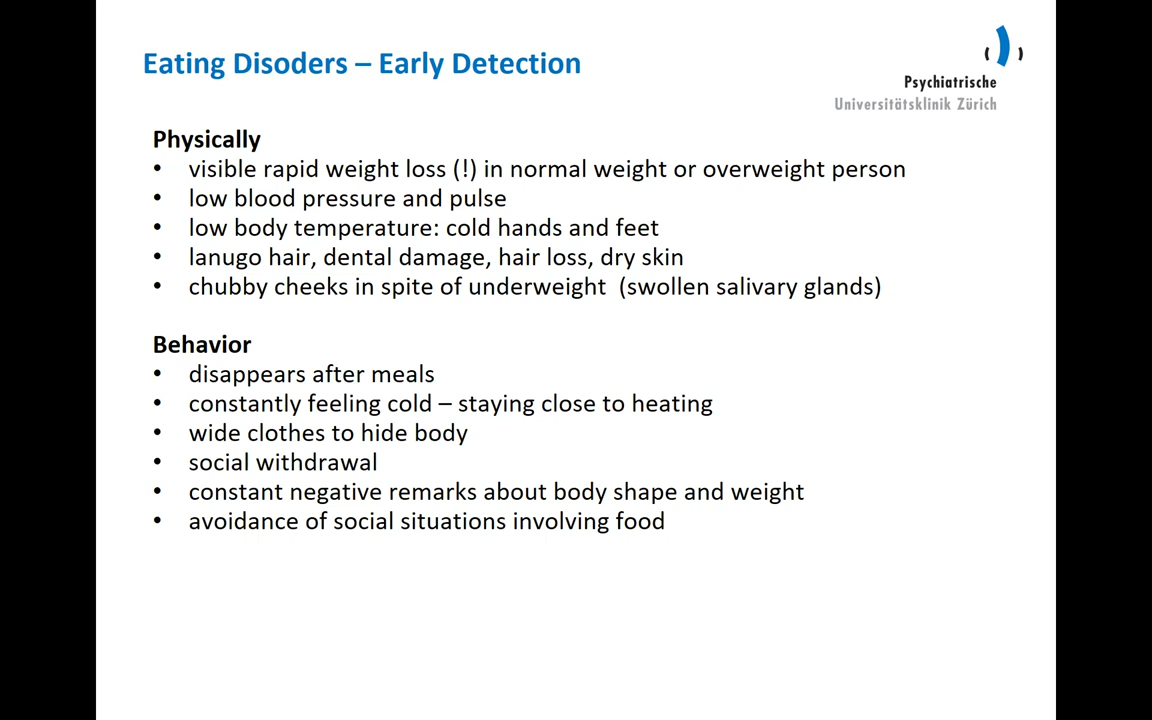 Eating Disoders – Early Detection
Psychiatrische
Universitätsklinik Zürich
Physically
• visible rapid weight loss (!) in normal weight or overweight person
• low blood pressure and pulse
• low body temperature: cold hands and feet
• lanugo hair, dental damage, hair loss, dry skin
• chubby cheeks in spite of underweight (swollen salivary glands)
Behavior
• disappears after meals
• constantly feeling cold – staying close to heating
• wide clothes to hide body
• social withdrawal
• constant negative remarks about body shape and weight
• avoidance of social situations involving food